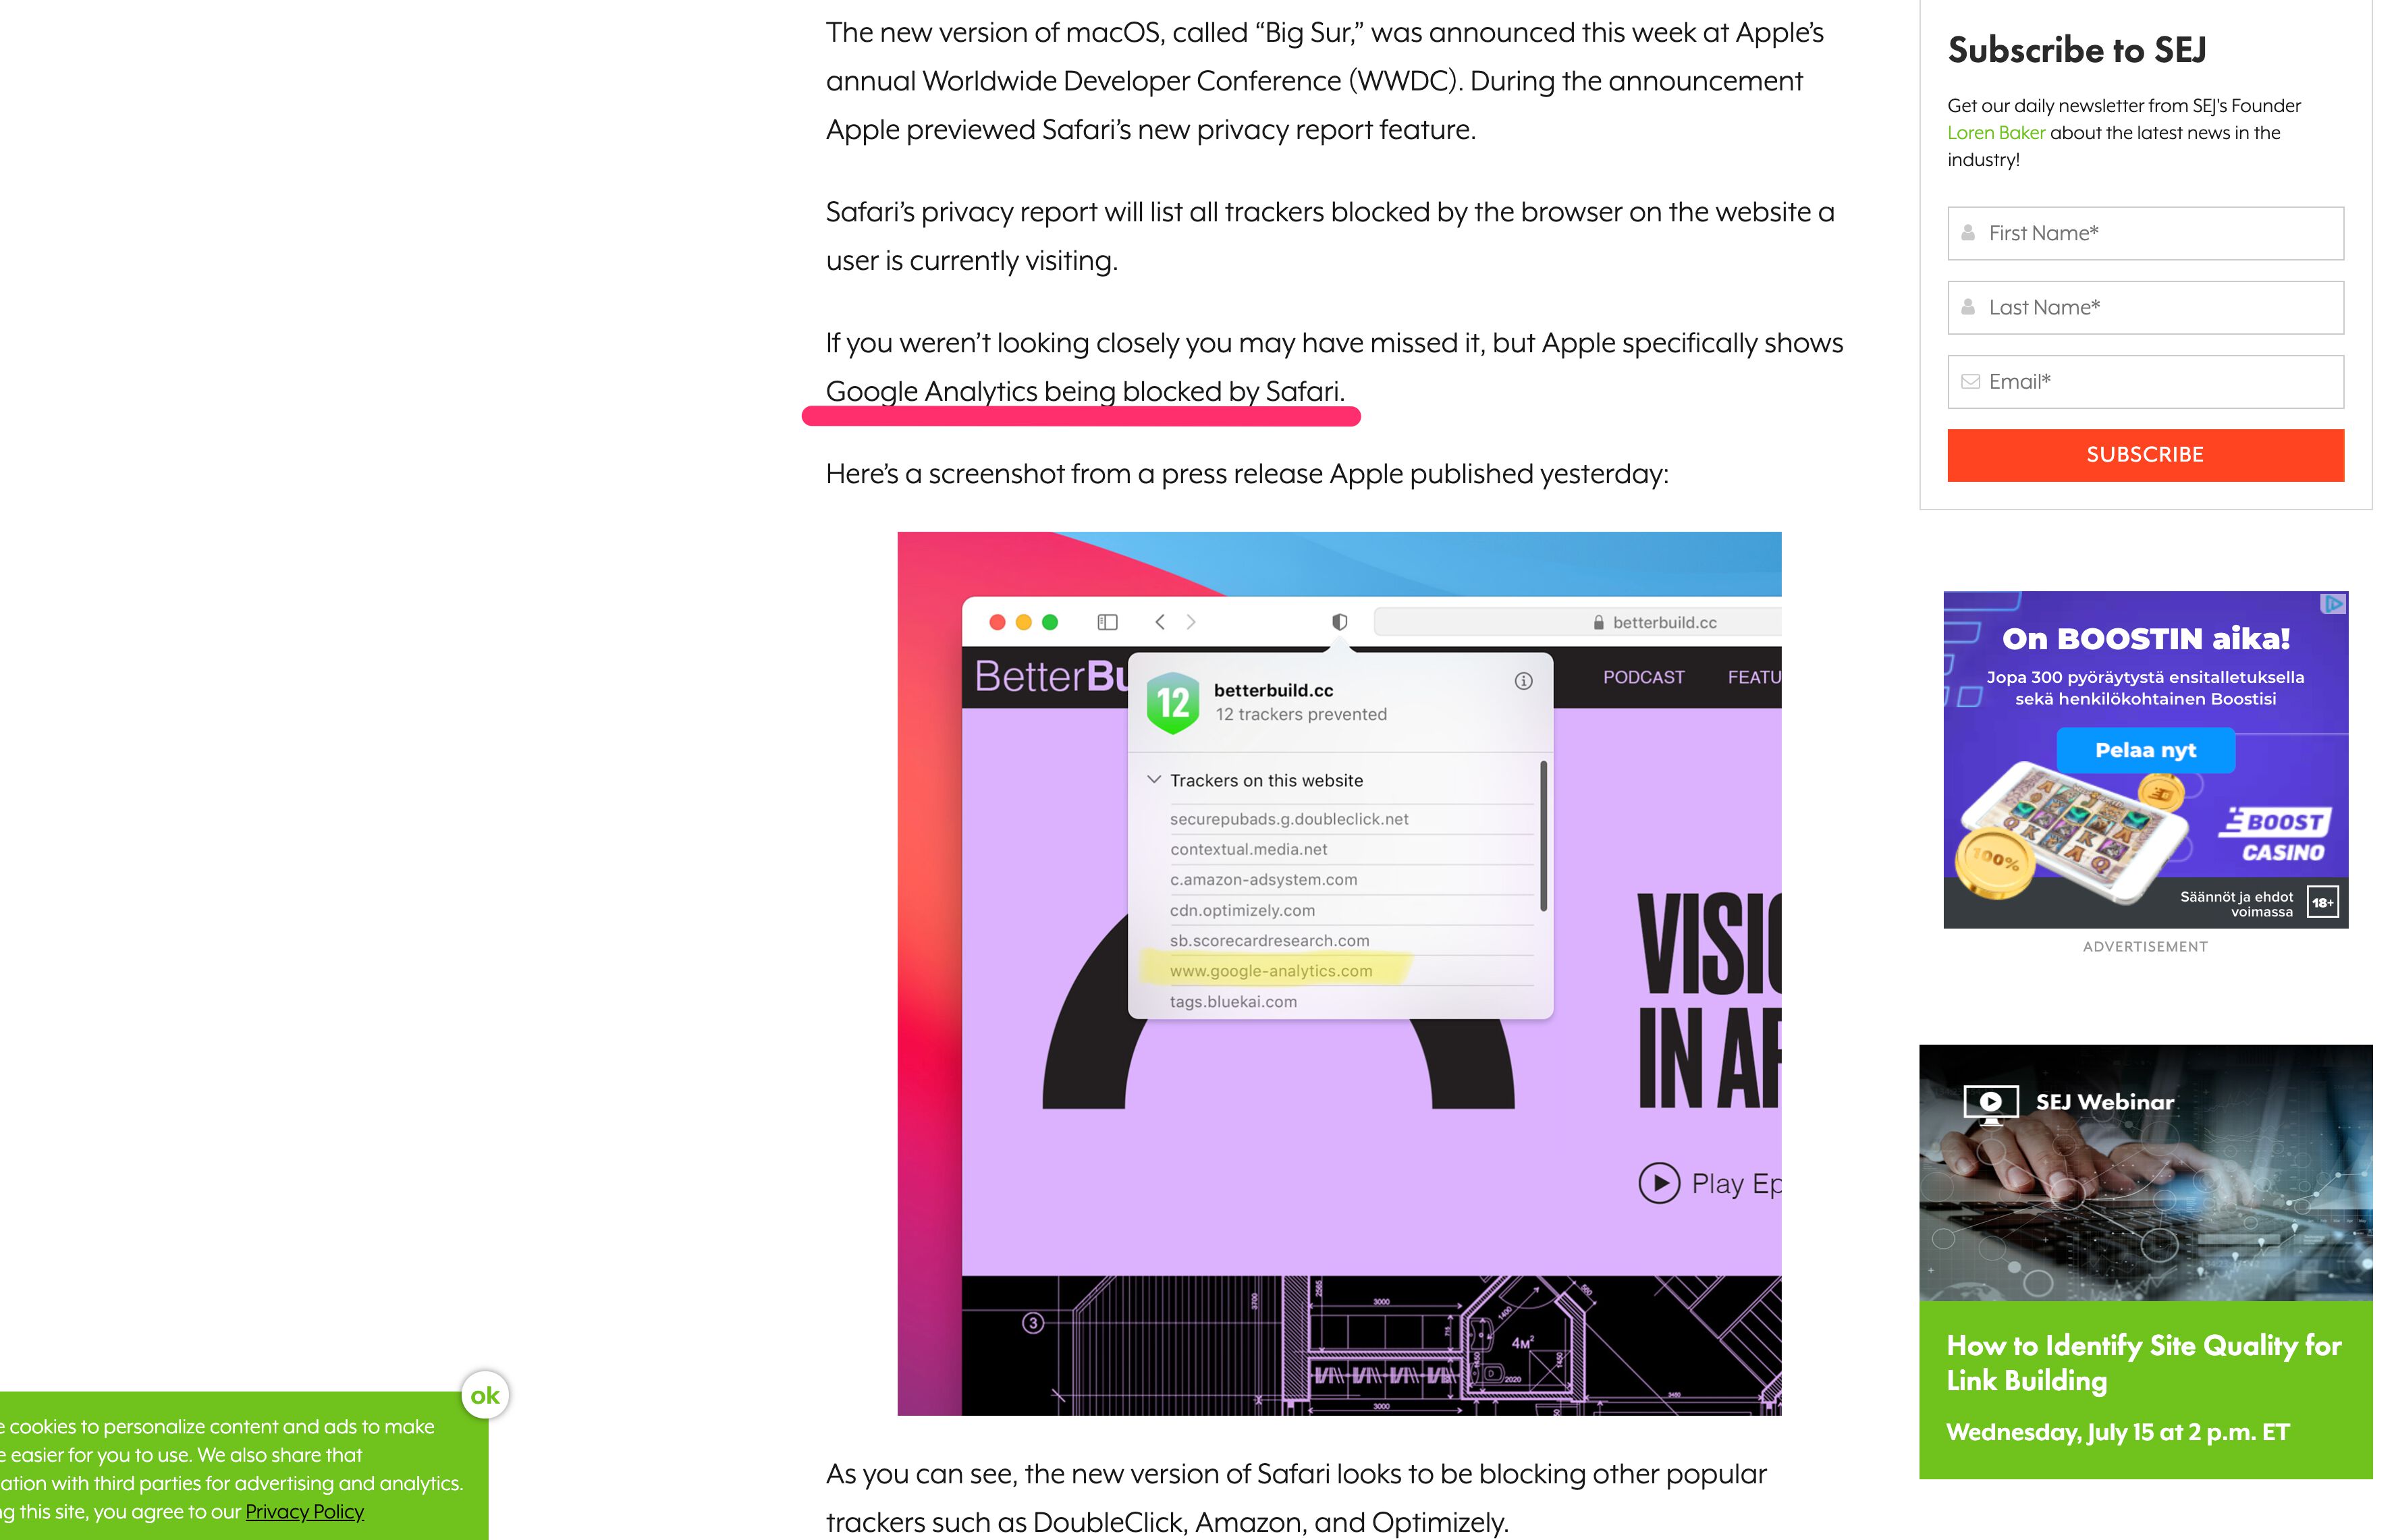 The new version of macOS, called “Big Sur,” was announced this week at Apple’s
annual Worldwide Developer Conference (WWDC). During the announcement
Apple previewed Safari’s new privacy report feature.
Safari’s privacy report will list all trackers blocked by the browser on the website a
user is currently visiting.
If you weren’t looking closely you may have missed it, but Apple specifically shows
Google Analytics being blocked by Safari.
Here’s a screenshot from a press release Apple published yesterday:
betterbuild.cc
BetterBu
PODCAST
FEATU
12
betterbuild.cc
12 trackers prevented
Trackers on this website
securepubads.g.doubleclick.net
contextual.media.net
c.amazon-adsystem.com
cdn.optimizely.com
sb.scorecardresearch.com
www.google-analytics.com
tags.bluekai.com
VISIO
IN AR
Play Ep
3
3700
2565
3000
4м²
1400
1450
2020
3000
3450
As you can see, the new version of Safari looks to be blocking other popular
trackers such as DoubleClick, Amazon, and Optimizely.
Subscribe to SEJ
Get our daily newsletter from SEJ's Founder
Loren Baker about the latest news in the
industry!
First Name*
Last Name*
Email*
SUBSCRIBE
On BOOSTIN aika!
Jopa 300 pyöräytystä ensitalletuksella
sekä henkilökohtainen Boostisi
Pelaa nyt
100%
BOOST
CASINO
Säännöt ja ehdot
voimassa
18+
ADVERTISEMENT
SEJ Webinar
How to Identify Site Quality for
Link Building
Wednesday, July 15 at 2 p.m. ET
ok
e cookies to personalize content and ads to make
e easier for you to use. We also share that
ation with third parties for advertising and analytics.
ng this site, you agree to our Privacy Policy